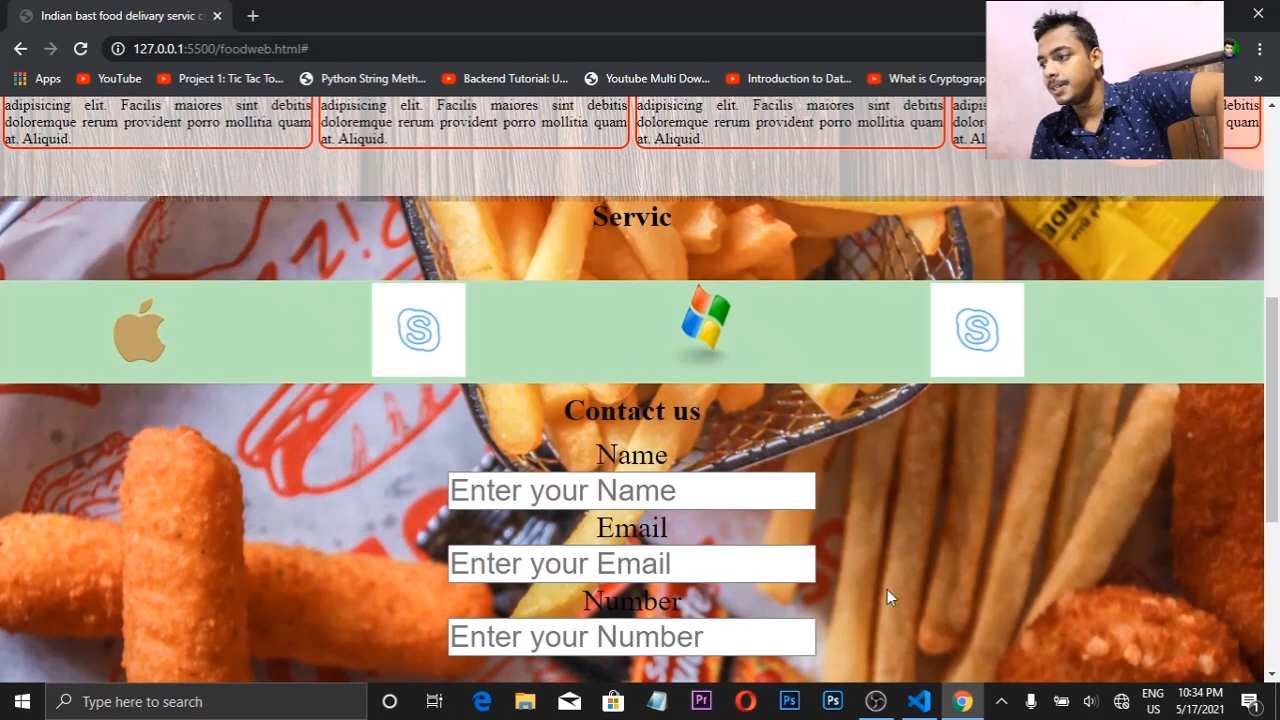 Indian bast food delivary servic c
127.0.0.1:5500/foodweb.html#
Apps YouTube Project 1: Tic Tac To... Python String Meth... Backend Tutorial: U... Youtube Multi Dow... Introduction to Dat... What is Cryptograp »
adipisicing elit. Facilis maiores sint debitis
doloremque rerum provident porro mollitia quam
at. Aliquid.
adipisicing elit. Facilis maiores sint debitis
doloremque rerum provident porro mollitia quam
at. Aliquid.
adipisicing elit. Facilis maiores sint debitis
doloremque rerum provident porro mollitia quam
at. Aliquid.
quam
Servic
Contact us
Name
Enter your Name
Email
Enter your Email
Number
Enter your Number
Type here to search
ENG
US
10:34 PM
5/17/2021